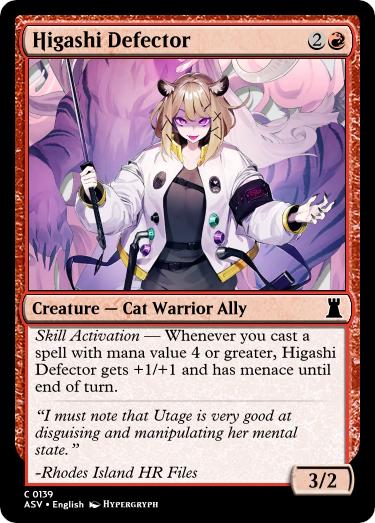 Higashi Defector 2
Creature — Cat Warrior Ally
Skill Activation — Whenever you cast a
spell with mana value 4 or greater, Higashi
Defector gets +1/+1 and has menace until
end of turn.
“I must note that Utage is very good at
disguising and manipulating her mental
state.”
-Rhodes Island HR Files
3/2
C 0139
ASV • English HYPERGRYPH